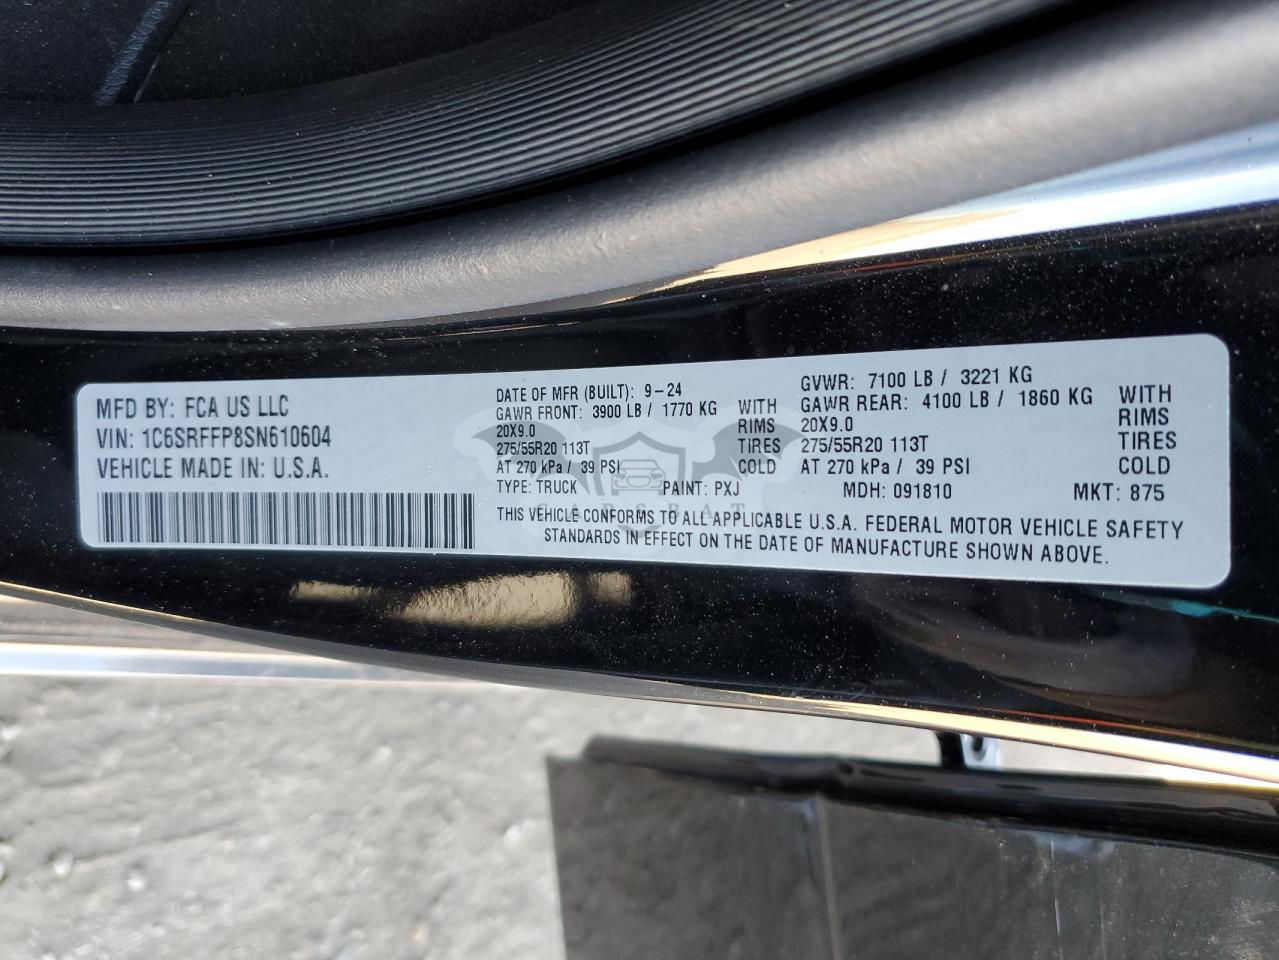 MFD BY: FCA US LLC
VIN: 1C6SRFFP8SN610604
VEHICLE MADE IN: U.S.A.
DATE OF MFR (BUILT): 9-24
GVWR: 7100 LB / 3221 KG
GAWR FRONT: 3900 LB / 1770 KG WITH
20X9.0 RIMS
275/55R20 113T TIRES
AT 270 kPa / 39 PSI COLD
GAWR REAR: 4100 LB / 1860 KG WITH
20X9.0 RIMS
275/55R20 113T TIRES
AT 270 kPa / 39 PSI COLD
TYPE: TRUCK PAINT: PXJ MDH: 091810 MKT: 875
CARSBAT
THIS VEHICLE CONFORMS TO ALL APPLICABLE U.S.A. FEDERAL MOTOR VEHICLE SAFETY
STANDARDS IN EFFECT ON THE DATE OF MANUFACTURE SHOWN ABOVE.